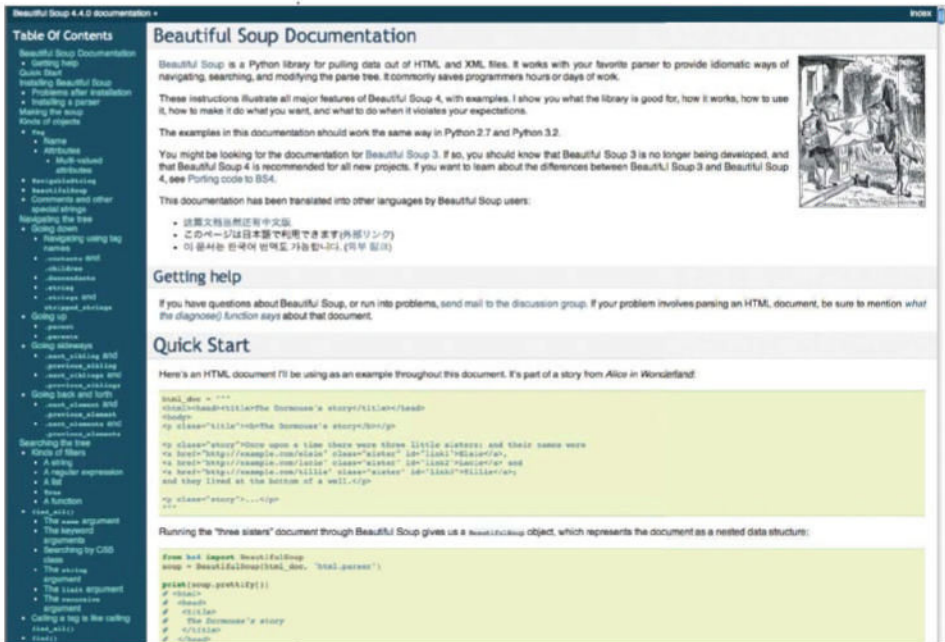 Beautiful Soup 4.4.0 documentation »
index
Table Of Contents
Beautiful Soup Documentation
• Getting help
Quick Start
Installing Beautiful Soup
• Problems after installation
• Installing a parser
Making the soup
Kinds of objects
• Tag
• Name
• Attributes
• Multi-valued
attributes
• NavigableString
• BeautifulSoup
• Comments and other
special strings
Navigating the tree
• Going down
• Navigating using tag
names
• .contents and
.children
• .descendants
• .string
• .strings and
stripped_strings
• Going up
• .parent
• .parents
• Going sideways
• .next_sibling and
.previous_sibling
• .next_siblings and
.previous_siblings
• Going back and forth
• .next_element and
.previous_element
• .next_elements and
.previous_elements
Searching the tree
• Kinds of filters
• A string
• A regular expression
• A list
• True
• A function
• find_all()
• The name argument
• The keyword
arguments
• Searching by CSS
class
• The string
argument
• The limit argument
• The recursive
argument
• Calling a tag is like calling
find_all()
• find()
Beautiful Soup Documentation
Beautiful Soup is a Python library for pulling data out of HTML and XML files. It works with your favorite parser to provide idiomatic ways of
navigating, searching, and modifying the parse tree. It commonly saves programmers hours or days of work.
These instructions illustrate all major features of Beautiful Soup 4, with examples. I show you what the library is good for, how it works, how to use
it, how to make it do what you want, and what to do when it violates your expectations.
The examples in this documentation should work the same way in Python 2.7 and Python 3.2.
You might be looking for the documentation for Beautiful Soup 3. If so, you should know that Beautiful Soup 3 is no longer being developed, and
that Beautiful Soup 4 is recommended for all new projects. If you want to learn about the differences between Beautiful Soup 3 and Beautiful Soup
4, see Porting code to BS4.
This documentation has been translated into other languages by Beautiful Soup users:
• 这篇文档当然还有中文版.
• このページは日本語で利用できます(外部リンク)
• 이 문서는 한국어 번역도 가능합니다. (외부 링크)
Getting help
If you have questions about Beautiful Soup, or run into problems, send mail to the discussion group. If your problem involves parsing an HTML document, be sure to mention what
the diagnose() function says about that document.
Quick Start
Here's an HTML document I'll be using as an example throughout this document. It's part of a story from Alice in Wonderland:
html_doc = """
<html><head><title>The Dormouse's story</title></head>
<body>
<p class="title"><b>The Dormouse's story</b></p>
<p class="story">Once upon a time there were three little sisters; and their names were
<a href="http://example.com/elsie" class="sister" id="link1">Elsie</a>,
<a href="http://example.com/lacie" class="sister" id="link2">Lacie</a> and
<a href="http://example.com/tillie" class="sister" id="link3">Tillie</a>;
and they lived at the bottom of a well.</p>
<p class="story">...</p>
"""
Running the "three sisters" document through Beautiful Soup gives us a BeautifulSoup object, which represents the document as a nested data structure:
from bs4 import BeautifulSoup
soup = BeautifulSoup(html_doc, 'html.parser')
print(soup.prettify())
# <html>
#  <head>
#   <title>
#    The Dormouse's story
#   </title>
#  </head>